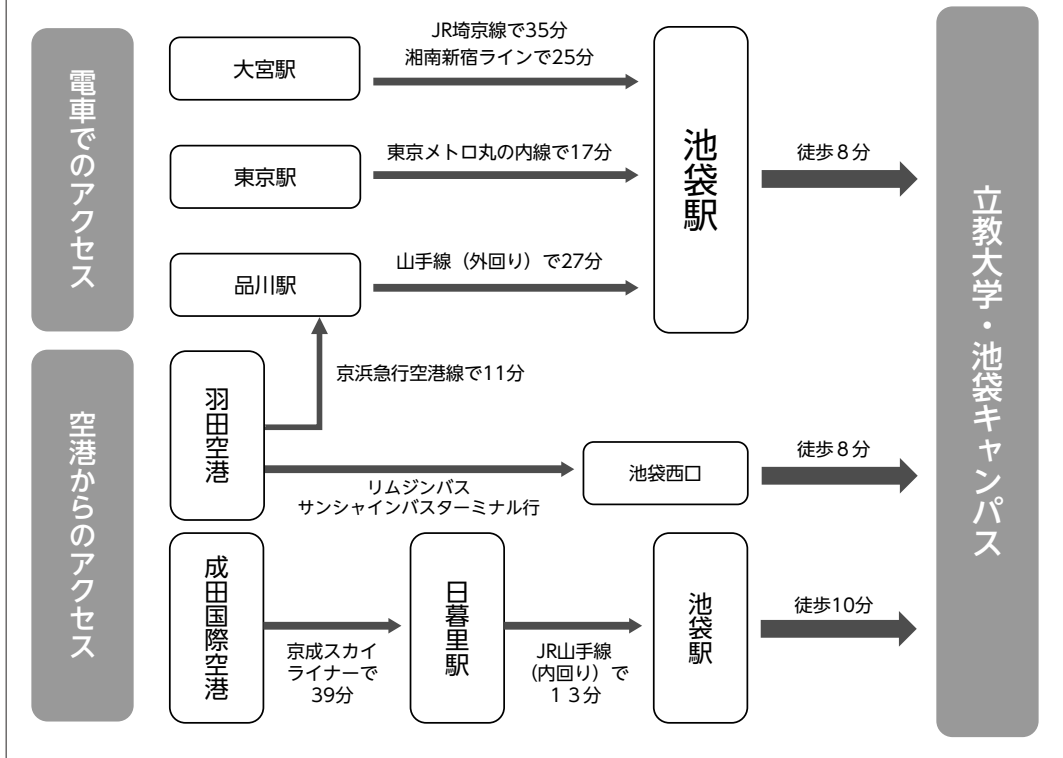 電車でのアクセス
大宮駅
JR埼京線で35分
湘南新宿ラインで25分
東京駅
東京メトロ丸の内線で17分
品川駅
山手線（外回り）で27分
池袋駅
徒歩８分
空港からのアクセス
羽田空港
京浜急行空港線で11分
リムジンバス
サンシャインバスターミナル行
池袋西口
徒歩８分
成田国際空港
京成スカイ
ライナーで
39分
日暮里駅
JR山手線
（内回り）で
１３分
池袋駅
徒歩10分
立教大学・池袋キャンパス